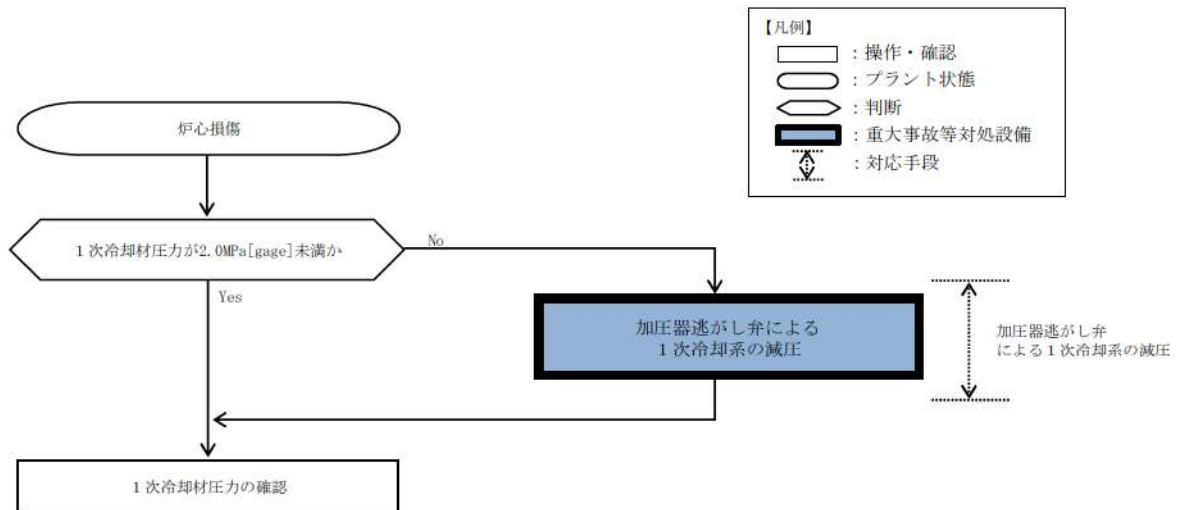 【凡例】
：操作・確認
：プラント状態
：判断
：重大事故等対処設備
：対応手段
炉心損傷
１次冷却材圧力が2.0MPa[gage]未満か
No
Yes
加圧器逃がし弁による
１次冷却系の減圧
加圧器逃がし弁
による１次冷却系の減圧
１次冷却材圧力の確認